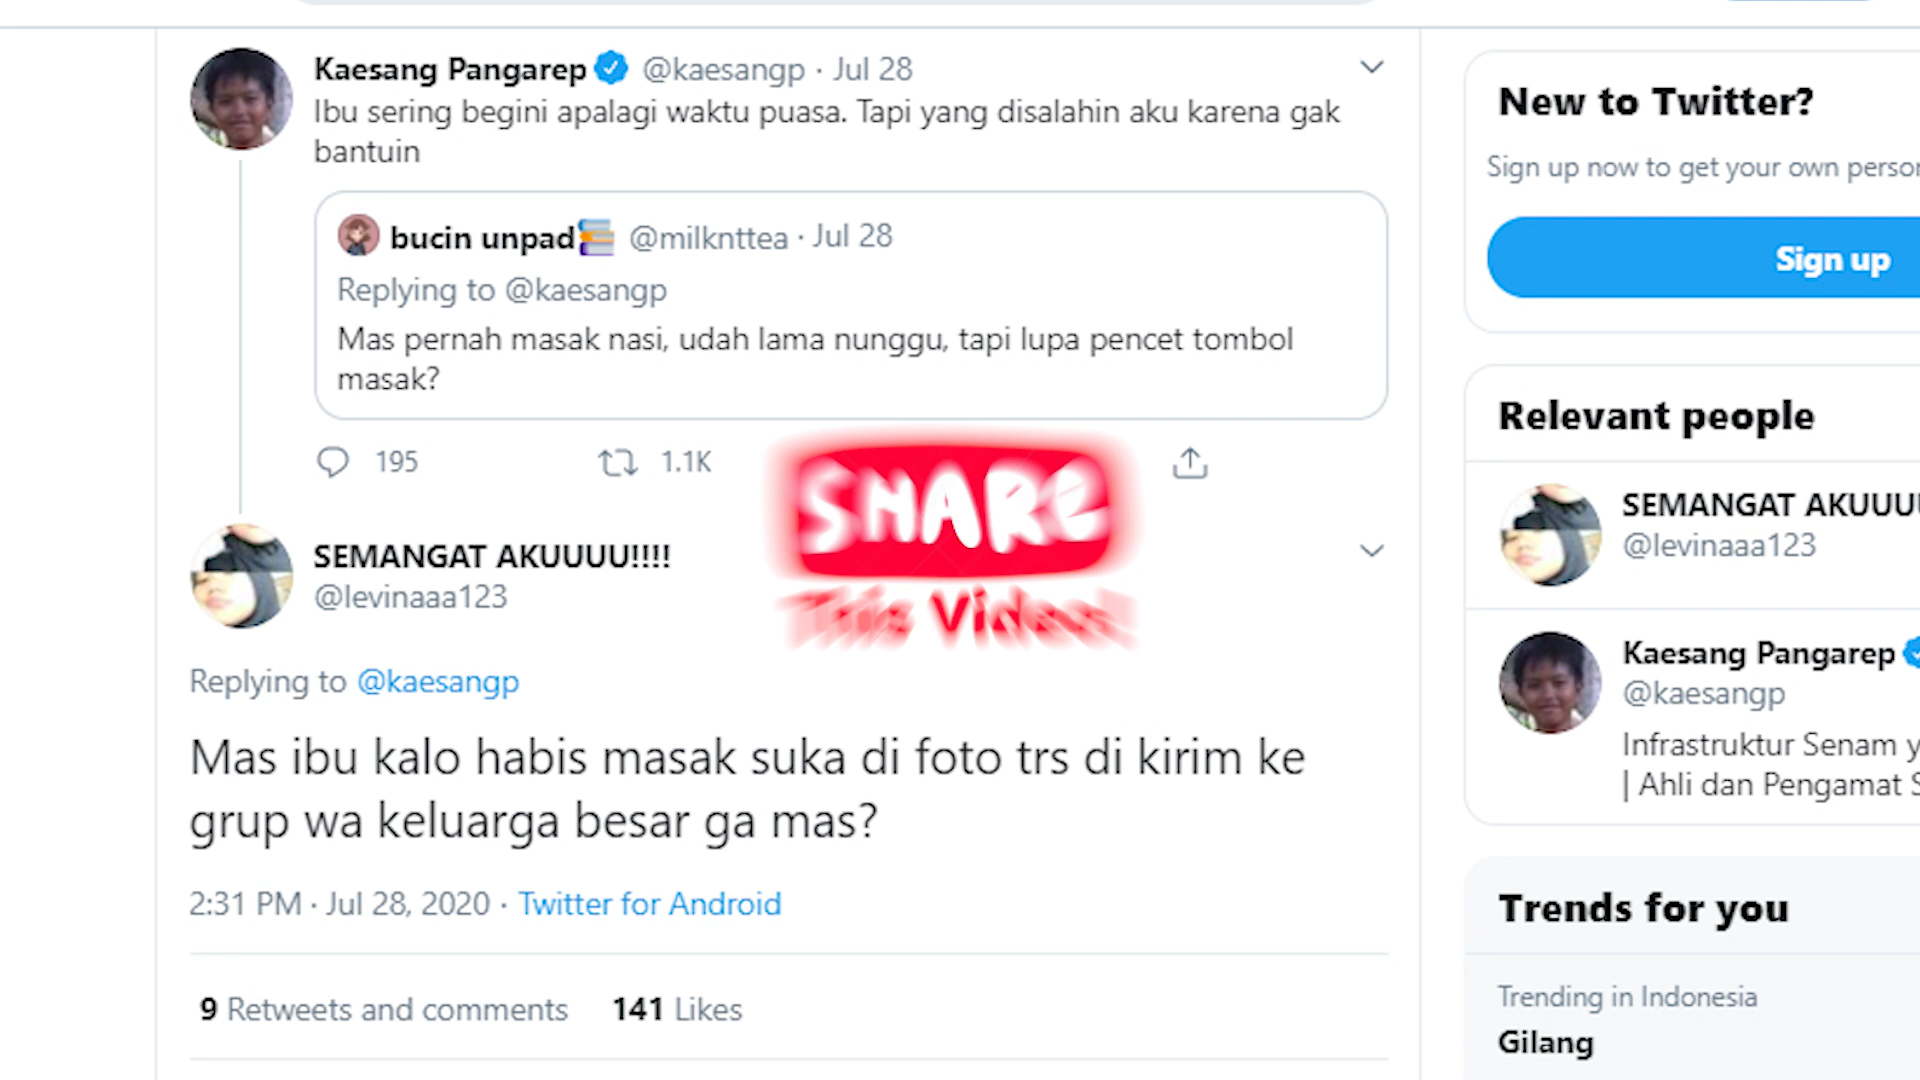 Kaesang Pangarep @kaesangp · Jul 28
Ibu sering begini apalagi waktu puasa. Tapi yang disalahin aku karena gak
bantuin
bucin unpad @milknttea · Jul 28
Replying to @kaesangp
Mas pernah masak nasi, udah lama nunggu, tapi lupa pencet tombol
masak?
195 1.1K
SHARE
This Video!
SEMANGAT AKUUUU!!!!
@levinaaa123
Replying to @kaesangp
Mas ibu kalo habis masak suka di foto trs di kirim ke
grup wa keluarga besar ga mas?
2:31 PM · Jul 28, 2020 · Twitter for Android
9 Retweets and comments 141 Likes
New to Twitter?
Sign up now to get your own person
Sign up
Relevant people
SEMANGAT AKUUU
@levinaaa123
Kaesang Pangarep
@kaesangp
Infrastruktur Senam y
| Ahli dan Pengamat S
Trends for you
Trending in Indonesia
Gilang